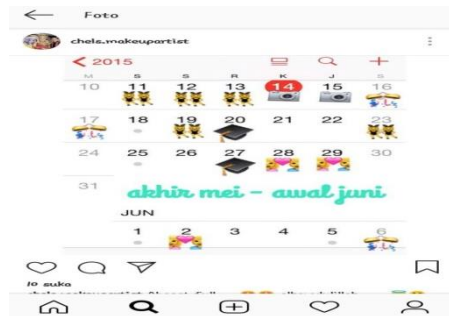 Foto
chels.makeupartist
2015
M S S R K J S
10 11 12 13 14 15 16
17 18 19 20 21 22 23
24 25 26 27 28 29 30
31 akhir mei - awal juni
JUN
1 2 3 4 5 6
10 suka